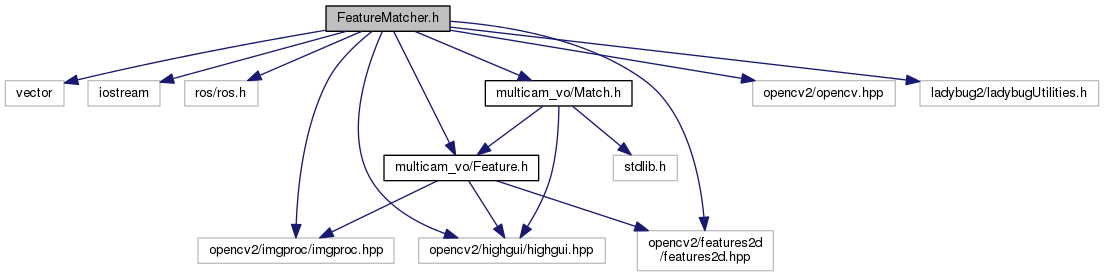 FeatureMatcher.h
vector
iostream
ros/ros.h
multicam_vo/Match.h
opencv2/opencv.hpp
ladybug2/ladybugUtilities.h
multicam_vo/Feature.h
stdlib.h
opencv2/imgproc/imgproc.hpp
opencv2/highgui/highgui.hpp
opencv2/features2d
/features2d.hpp